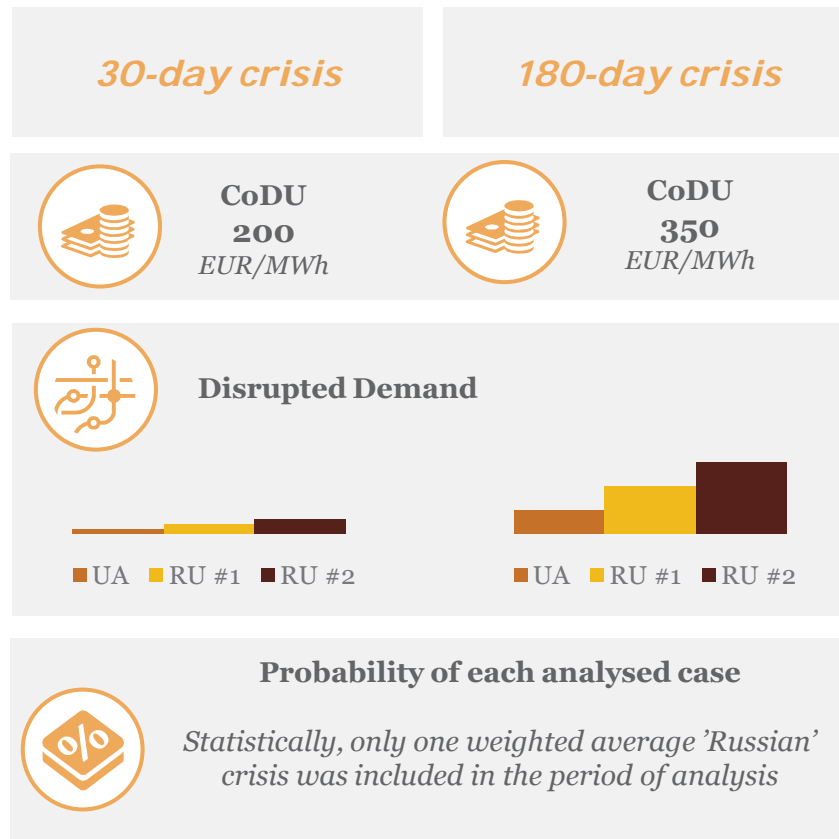 30-day crisis
180-day crisis
CoDU
200
EUR/MWh
CoDU
350
EUR/MWh
Disrupted Demand
UA RU #1 RU #2
UA RU #1 RU #2
Probability of each analysed case
%
Statistically, only one weighted average ’Russian’
crisis was included in the period of analysis